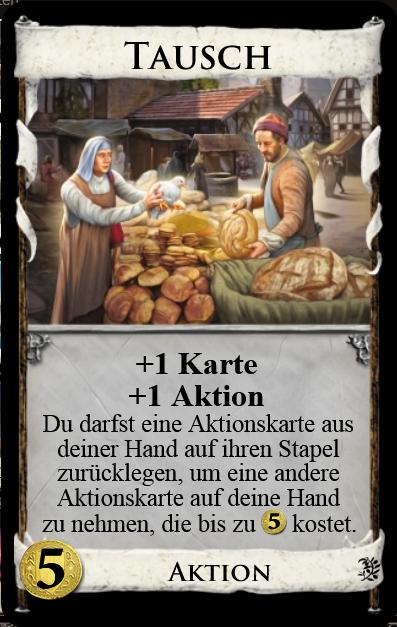 TAUSCH
+1 Karte
+1 Aktion
Du darfst eine Aktionskarte aus
deiner Hand auf ihren Stapel
zurücklegen, um eine andere
Aktionskarte auf deine Hand
zu nehmen, die bis zu 5 kostet.
5 AKTION